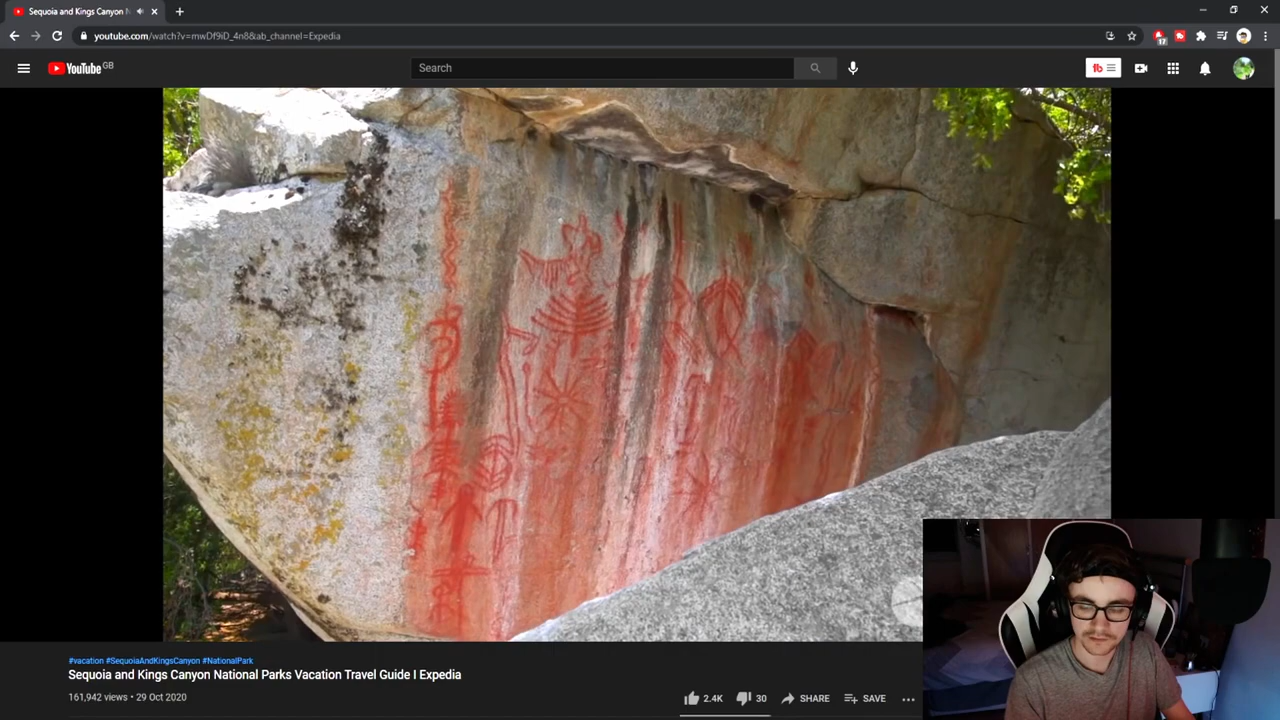 Sequoia and Kings Canyon N
youtube.com/watch?v=mwDf9iD_4n8&ab_channel=Expedia
17
YouTube GB
Search
#vacation #SequoiaAndKingsCanyon #NationalPark
Sequoia and Kings Canyon National Parks Vacation Travel Guide I Expedia
161,942 views • 29 Oct 2020
2.4K 30 SHARE SAVE